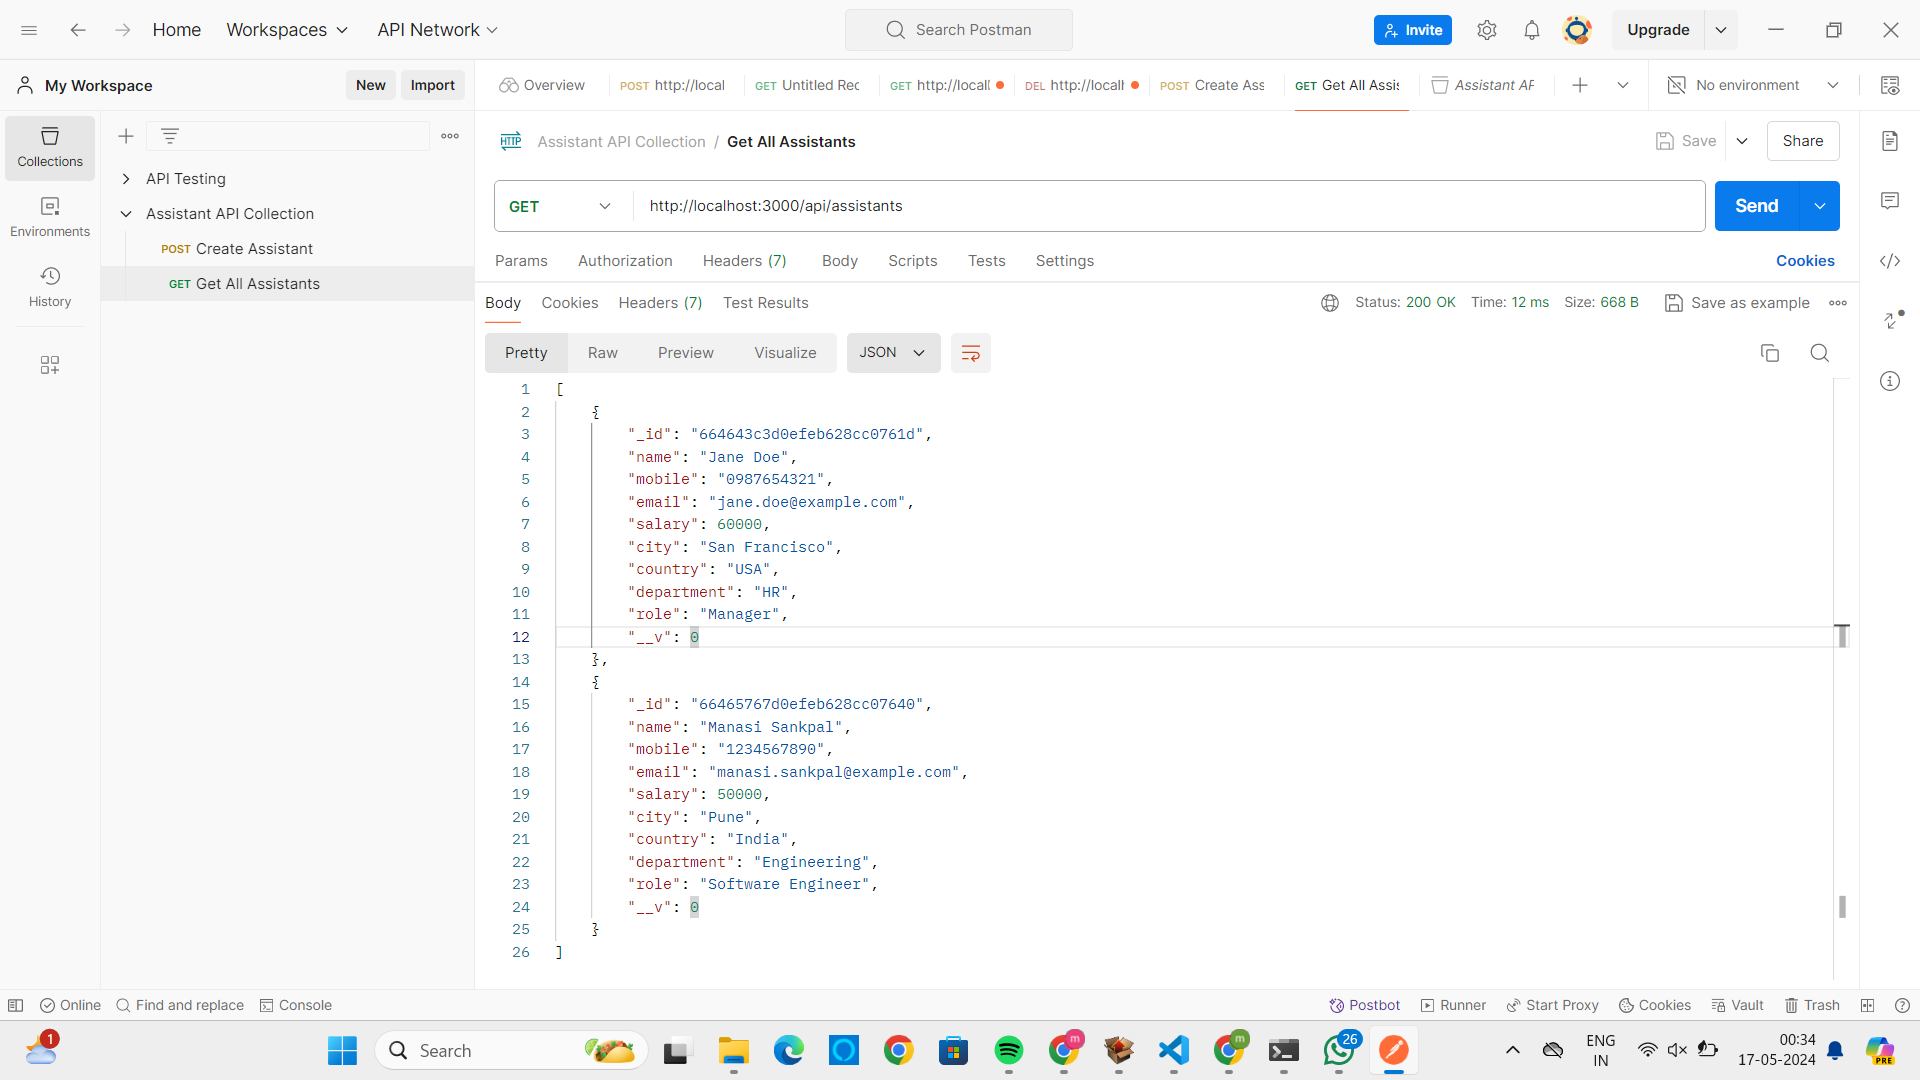 Home Workspaces API Network Search Postman Invite Upgrade
My Workspace New Import Overview POST http://local GET Untitled Rec GET http://locall DEL http://localh POST Create Ass GET Get All Assis Assistant AP No environment
Collections
Environments
History
API Testing
Assistant API Collection
POST Create Assistant
GET Get All Assistants
HTTP Assistant API Collection / Get All Assistants Save Share
GET http://localhost:3000/api/assistants Send
Params Authorization Headers (7) Body Scripts Tests Settings Cookies
Body Cookies Headers (7) Test Results Status: 200 OK Time: 12 ms Size: 668 B Save as example
Pretty Raw Preview Visualize JSON
1 [
2 {
3 "_id": "664643c3d0efeb628cc0761d",
4 "name": "Jane Doe",
5 "mobile": "0987654321",
6 "email": "jane.doe@example.com",
7 "salary": 60000,
8 "city": "San Francisco",
9 "country": "USA",
10 "department": "HR",
11 "role": "Manager",
12 "__v": 0
13 },
14 {
15 "_id": "66465767d0efeb628cc07640",
16 "name": "Manasi Sankpal",
17 "mobile": "1234567890",
18 "email": "manasi.sankpal@example.com",
19 "salary": 50000,
20 "city": "Pune",
21 "country": "India",
22 "department": "Engineering",
23 "role": "Software Engineer",
24 "__v": 0
25 }
26 ]
Online Find and replace Console Postbot Runner Start Proxy Cookies Vault Trash
1 Search m m 26 ENG 00:34
IN 17-05-2024 PRE